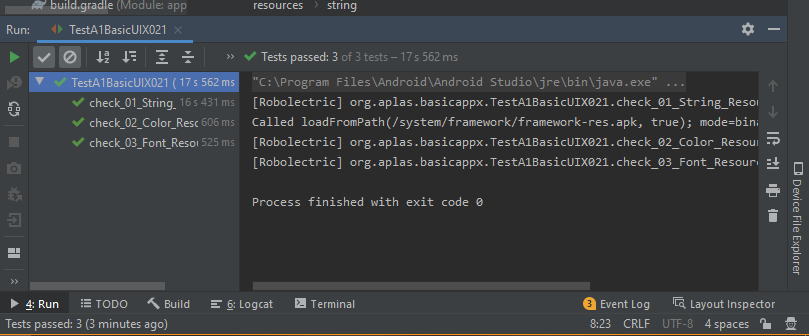 build.gradle (Module: app) resources string
Run: TestA1BasicUIX021
Tests passed: 3 of 3 tests – 17 s 562 ms
TestA1BasicUIX021 ( 17 s 562 ms
check_01_String_ 16 s 431 ms
check_02_Color_Resc 606 ms
check_03_Font_Resou 525 ms
"C:\Program Files\Android\Android Studio\jre\bin\java.exe" ...
[Robolectric] org.aplas.basicappx.TestA1BasicUIX021.check_01_String_Resou
Called loadFromPath(/system/framework/framework-res.apk, true); mode=bina
[Robolectric] org.aplas.basicappx.TestA1BasicUIX021.check_02_Color_Resour
[Robolectric] org.aplas.basicappx.TestA1BasicUIX021.check_03_Font_Resourc
Process finished with exit code 0
Device File Explorer
4: Run TODO Build 6: Logcat Terminal 3 Event Log Layout Inspector
Tests passed: 3 (3 minutes ago) 8:23 CRLF UTF-8 4 spaces